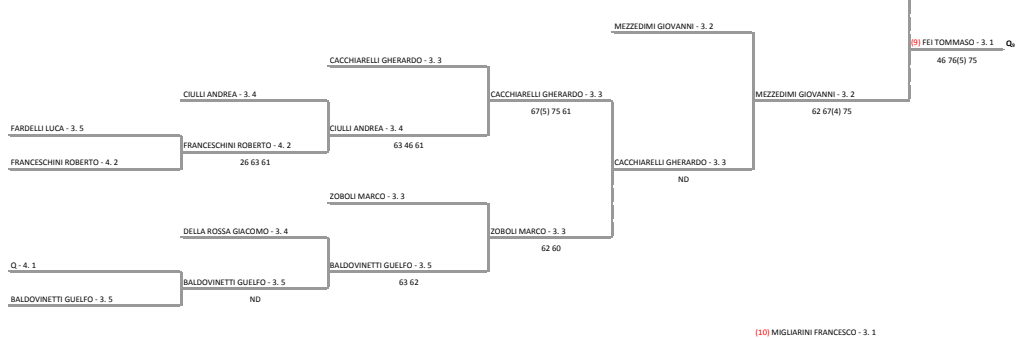 MEZZEDIMI GIOVANNI - 3. 2
(9) FEI TOMMASO - 3. 1
46 76(5) 75
CACCHIARELLI GHERARDO - 3. 3
CIULLI ANDREA - 3. 4
CACCHIARELLI GHERARDO - 3. 3
67(5) 75 61
MEZZEDIMI GIOVANNI - 3. 2
62 67(4) 75
FARDELLI LUCA - 3. 5
CIULLI ANDREA - 3. 4
63 46 61
FRANCESCHINI ROBERTO - 4. 2
26 63 61
FRANCESCHINI ROBERTO - 4. 2
CACCHIARELLI GHERARDO - 3. 3
ND
ZOBOLI MARCO - 3. 3
DELLA ROSSA GIACOMO - 3. 4
ZOBOLI MARCO - 3. 3
62 60
Q - 4. 1
BALDOVINETTI GUELFO - 3. 5
63 62
BALDOVINETTI GUELFO - 3. 5
ND
BALDOVINETTI GUELFO - 3. 5
(10) MIGLIARINI FRANCESCO - 3. 1